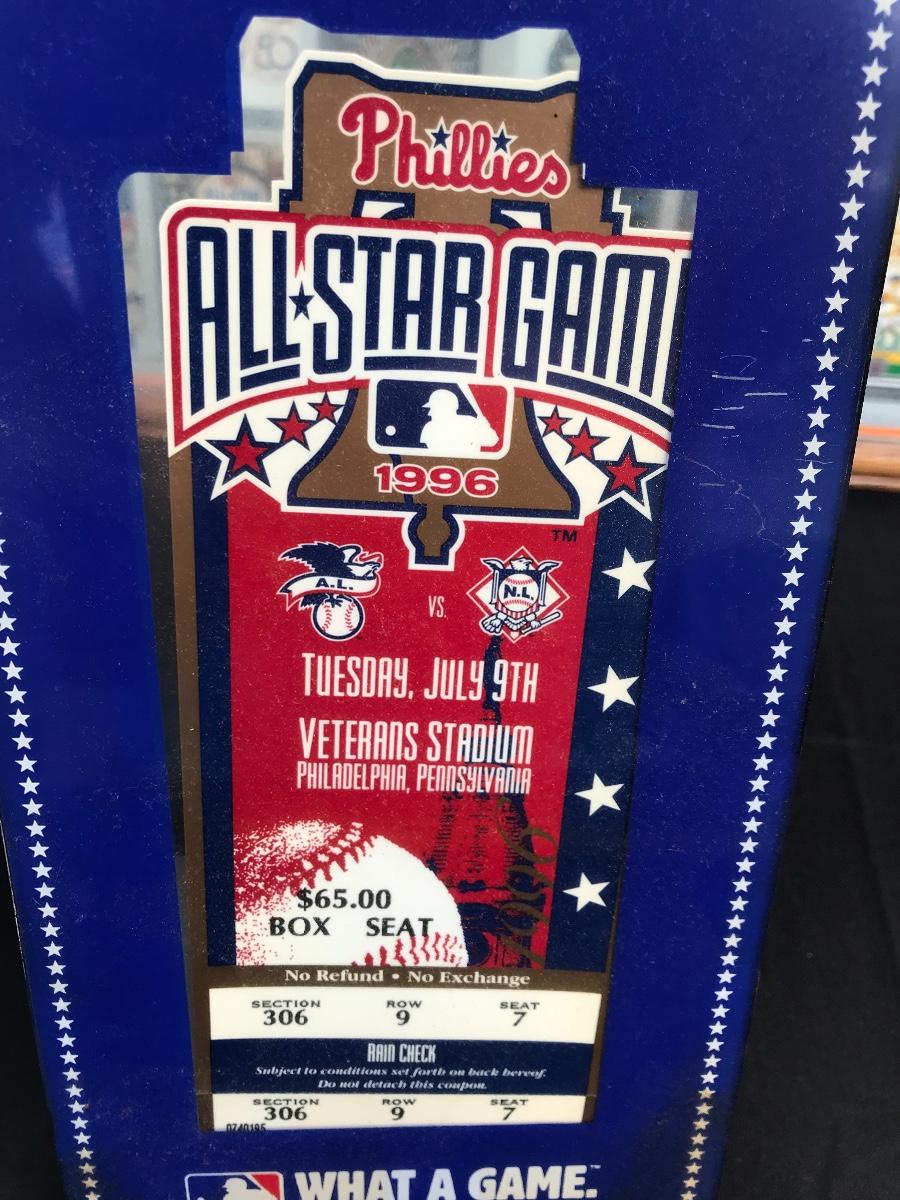 Phillies
ALL STAR GAM
1996
TM
A.L.
VS.
N.L.
TUESDAY, JULY 9TH
VETERANS STADIUM
PHILADELPHIA, PENNSYLVANIA
1996
$65.00
BOX SEAT
No Refund • No Exchange
SECTION ROW SEAT
306 9 7
RAIN CHECK
Subject to conditions set forth on back hereof.
Do not detach this coupon.
SECTION ROW SEAT
306 9 7
WHAT A GAME.™